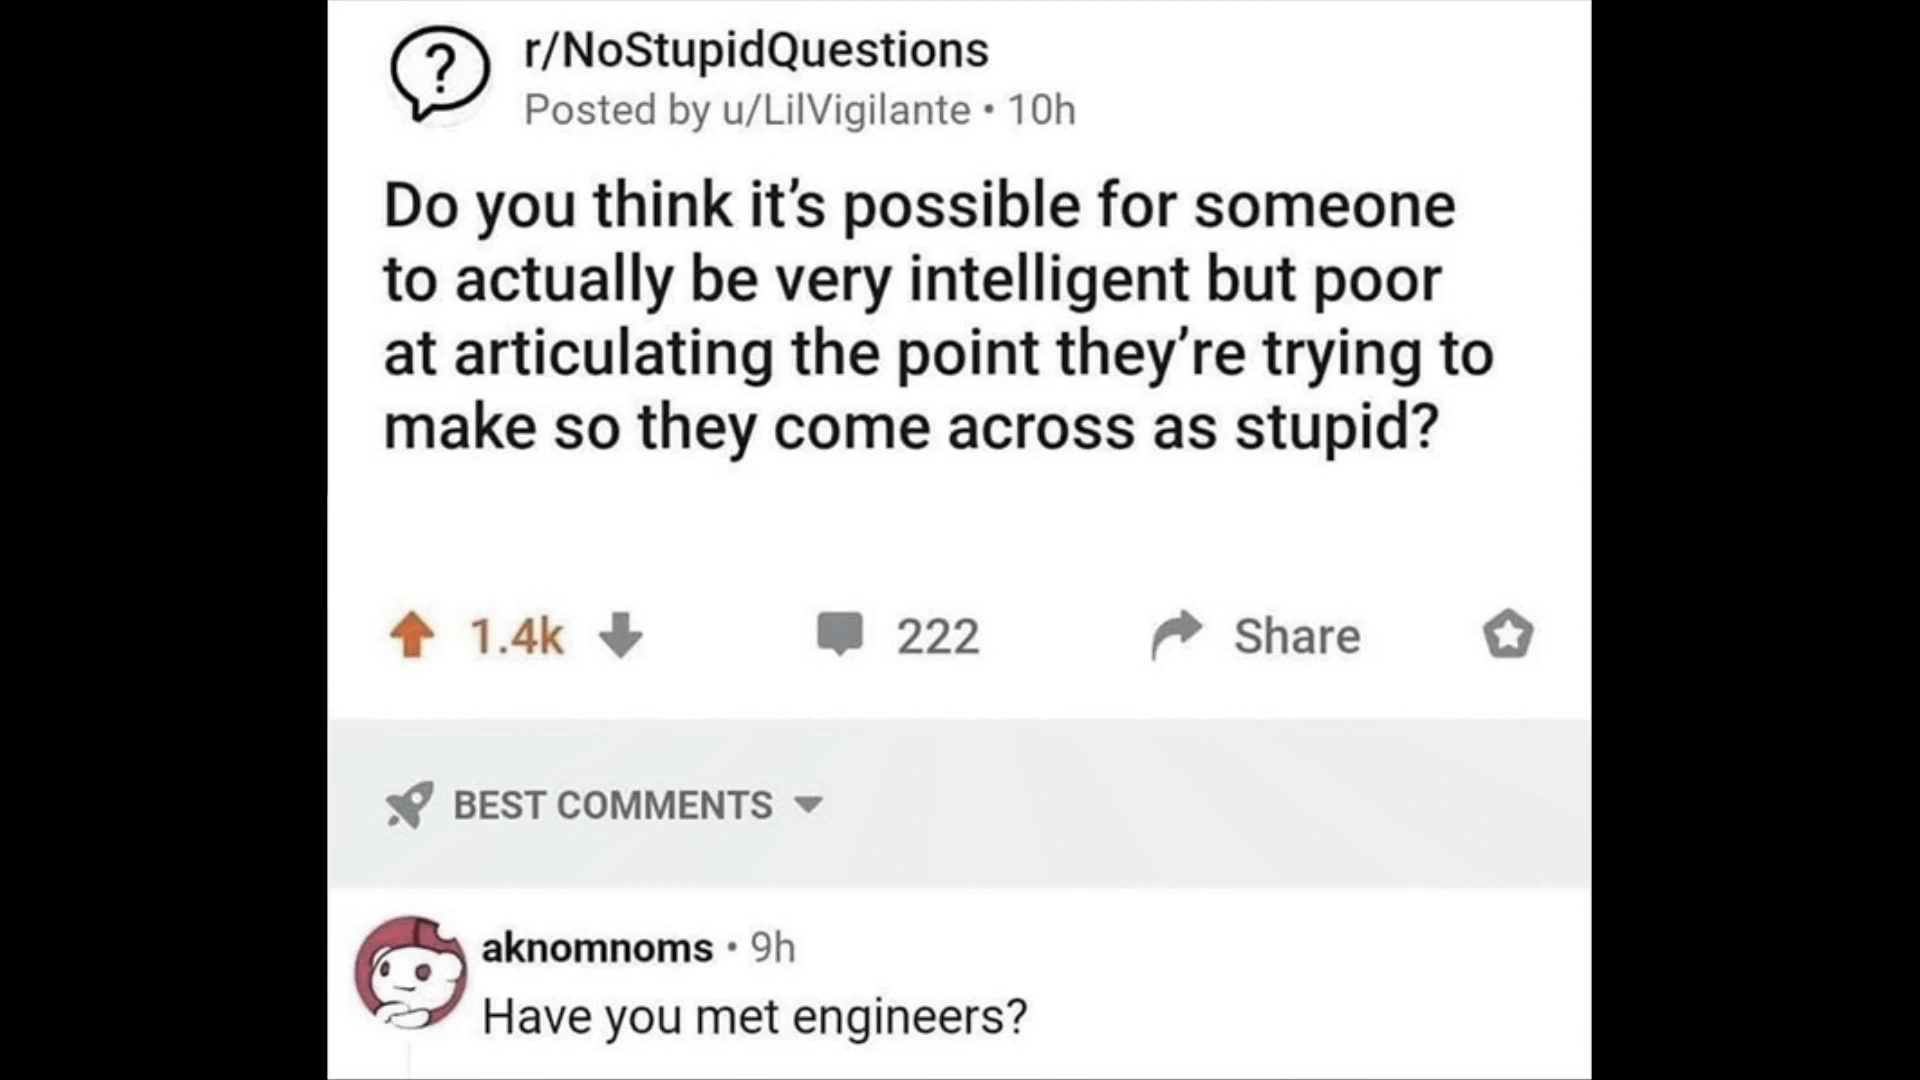 r/NoStupidQuestions
Posted by u/LilVigilante • 10h
Do you think it’s possible for someone
to actually be very intelligent but poor
at articulating the point they’re trying to
make so they come across as stupid?
1.4k 222 Share
BEST COMMENTS
aknomnoms • 9h
Have you met engineers?